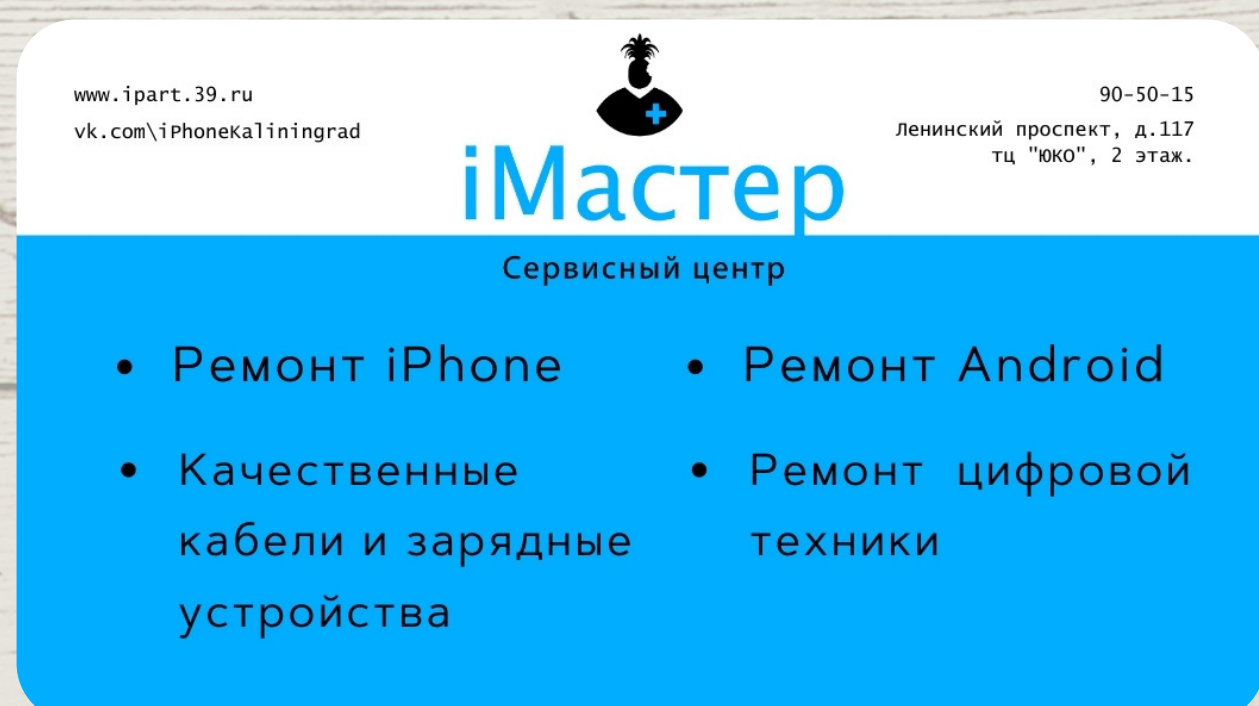 www.ipart.39.ru
vk.com\iPhoneKaliningrad
90-50-15
Ленинский проспект, д.117
тц "ЮКО", 2 этаж.
iМастер
Сервисный центр
• Ремонт iPhone
• Качественные
кабели и зарядные
устройства
• Ремонт Android
• Ремонт цифровой
техники